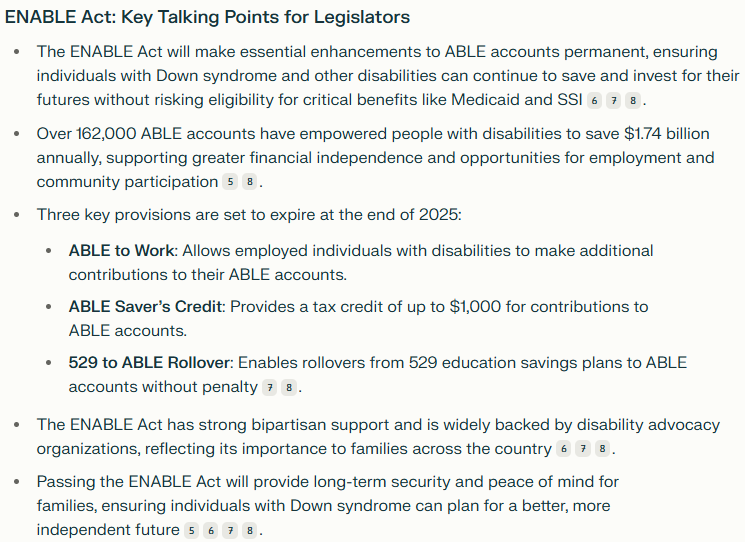 ENABLE Act: Key Talking Points for Legislators
• The ENABLE Act will make essential enhancements to ABLE accounts permanent, ensuring
individuals with Down syndrome and other disabilities can continue to save and invest for their
futures without risking eligibility for critical benefits like Medicaid and SSI 6 7 8 .
• Over 162,000 ABLE accounts have empowered people with disabilities to save $1.74 billion
annually, supporting greater financial independence and opportunities for employment and
community participation 5 8 .
• Three key provisions are set to expire at the end of 2025:
• ABLE to Work: Allows employed individuals with disabilities to make additional
contributions to their ABLE accounts.
• ABLE Saver’s Credit: Provides a tax credit of up to $1,000 for contributions to
ABLE accounts.
• 529 to ABLE Rollover: Enables rollovers from 529 education savings plans to ABLE
accounts without penalty 7 8 .
• The ENABLE Act has strong bipartisan support and is widely backed by disability advocacy
organizations, reflecting its importance to families across the country 6 7 8 .
• Passing the ENABLE Act will provide long-term security and peace of mind for
families, ensuring individuals with Down syndrome can plan for a better, more
independent future 5 6 7 8 .